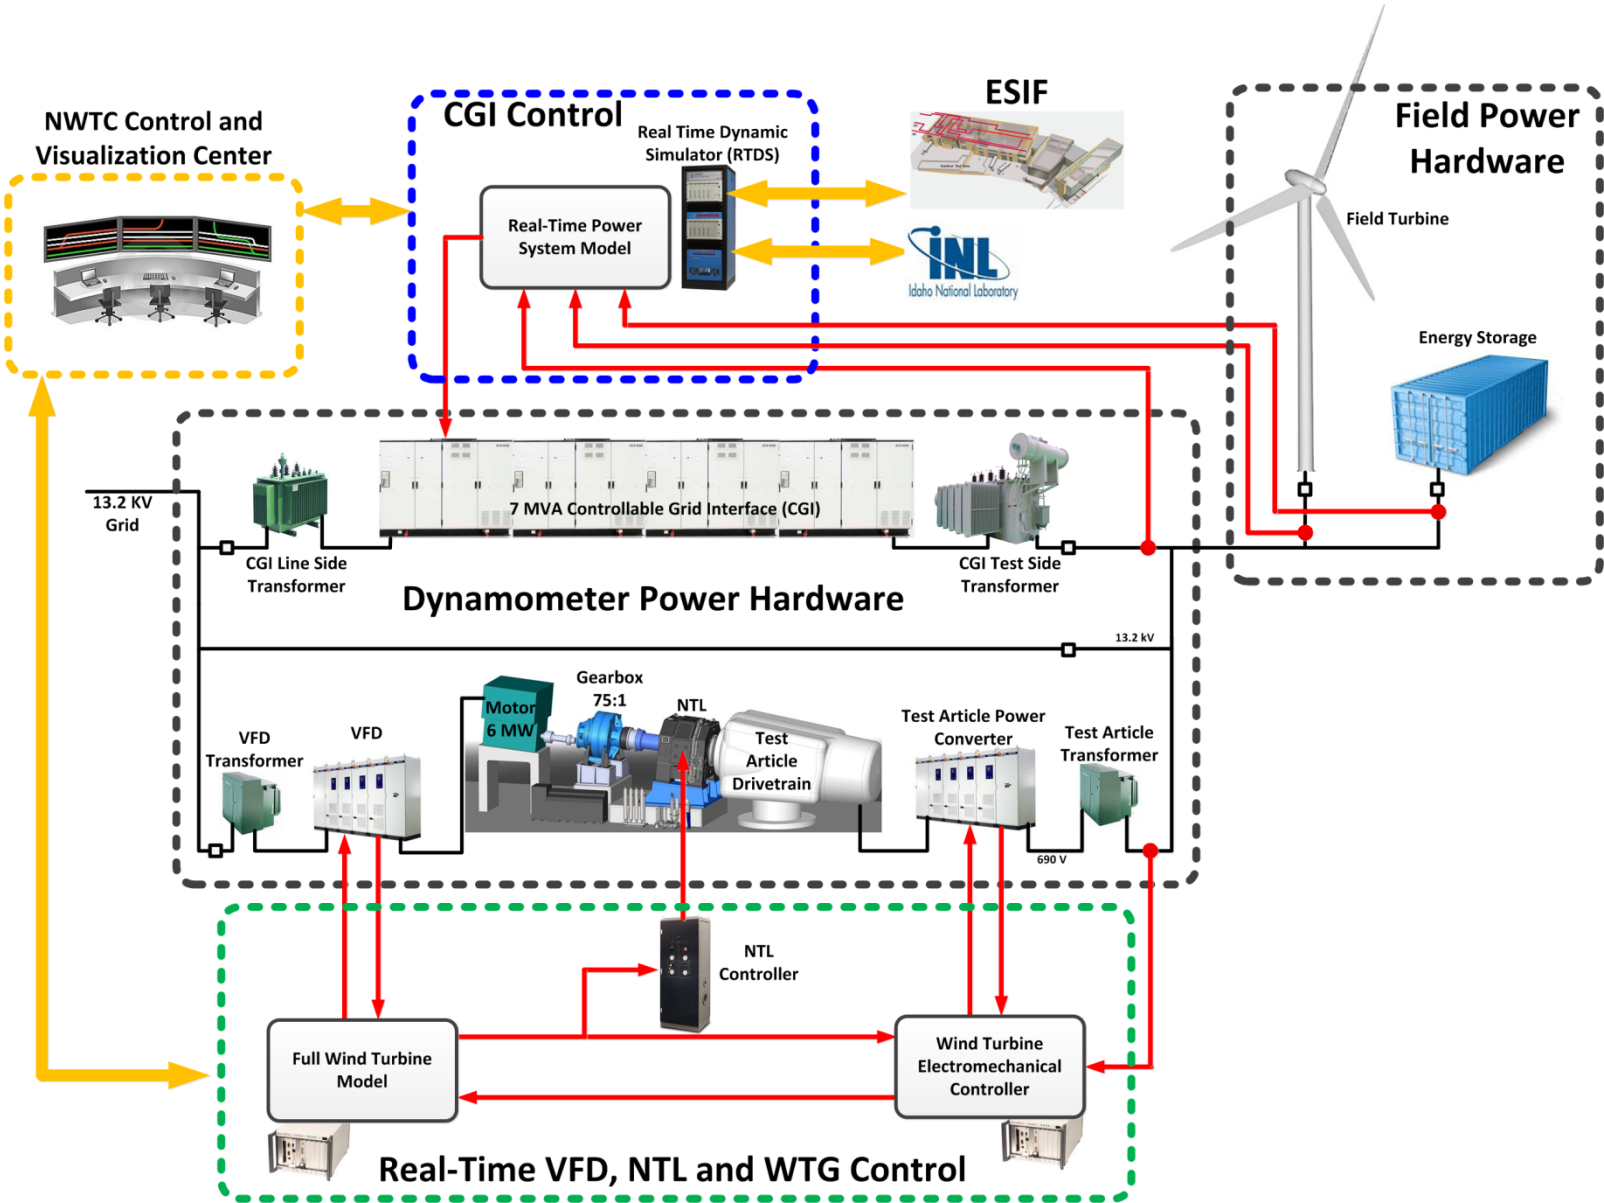 NWTC Control and
Visualization Center
CGI Control
Real Time Dynamic
Simulator (RTDS)
Real-Time Power
System Model
ESIF
INL
Idaho National Laboratory
Field Power
Hardware
Field Turbine
Energy Storage
13.2 KV
Grid
7 MVA Controllable Grid Interface (CGI)
CGI Line Side
Transformer
CGI Test Side
Transformer
Dynamometer Power Hardware
13.2 kV
VFD
Transformer
VFD
Motor
6 MW
Gearbox
75:1
NTL
Test
Article
Drivetrain
Test Article Power
Converter
Test Article
Transformer
690 V
NTL
Controller
Full Wind Turbine
Model
Wind Turbine
Electromechanical
Controller
Real-Time VFD, NTL and WTG Control